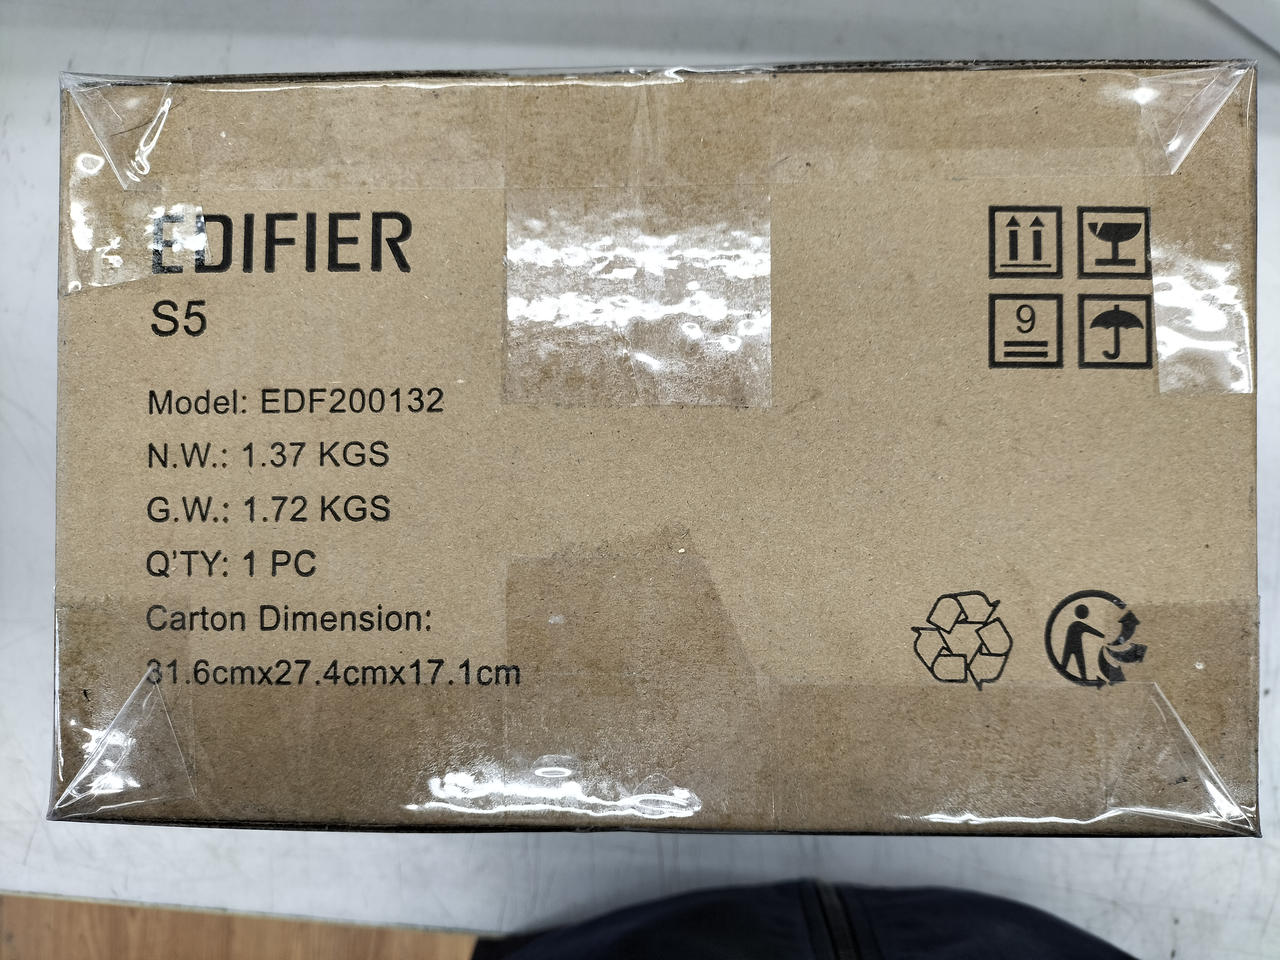 EDIFIER
S5
Model: EDF200132
N.W.: 1.37 KGS
G.W.: 1.72 KGS
Q'TY: 1 PC
Carton Dimension:
31.6cmx27.4cmx17.1cm
9